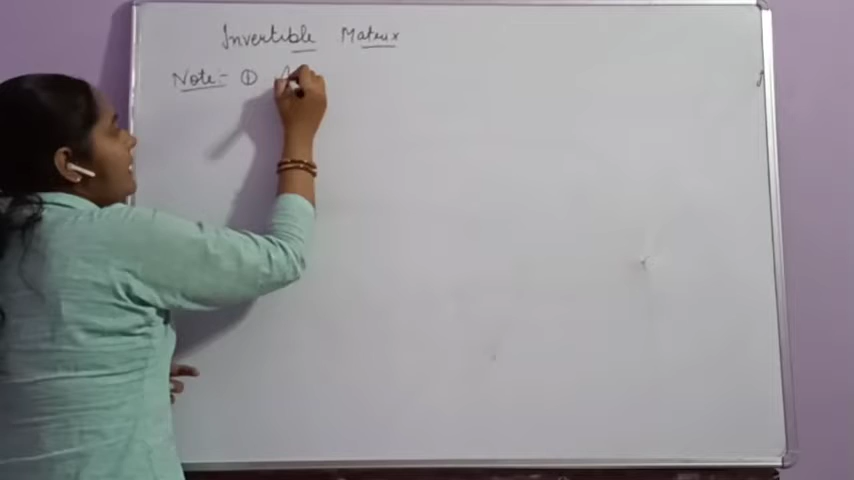 Invertible Matrix
Note:- ① A